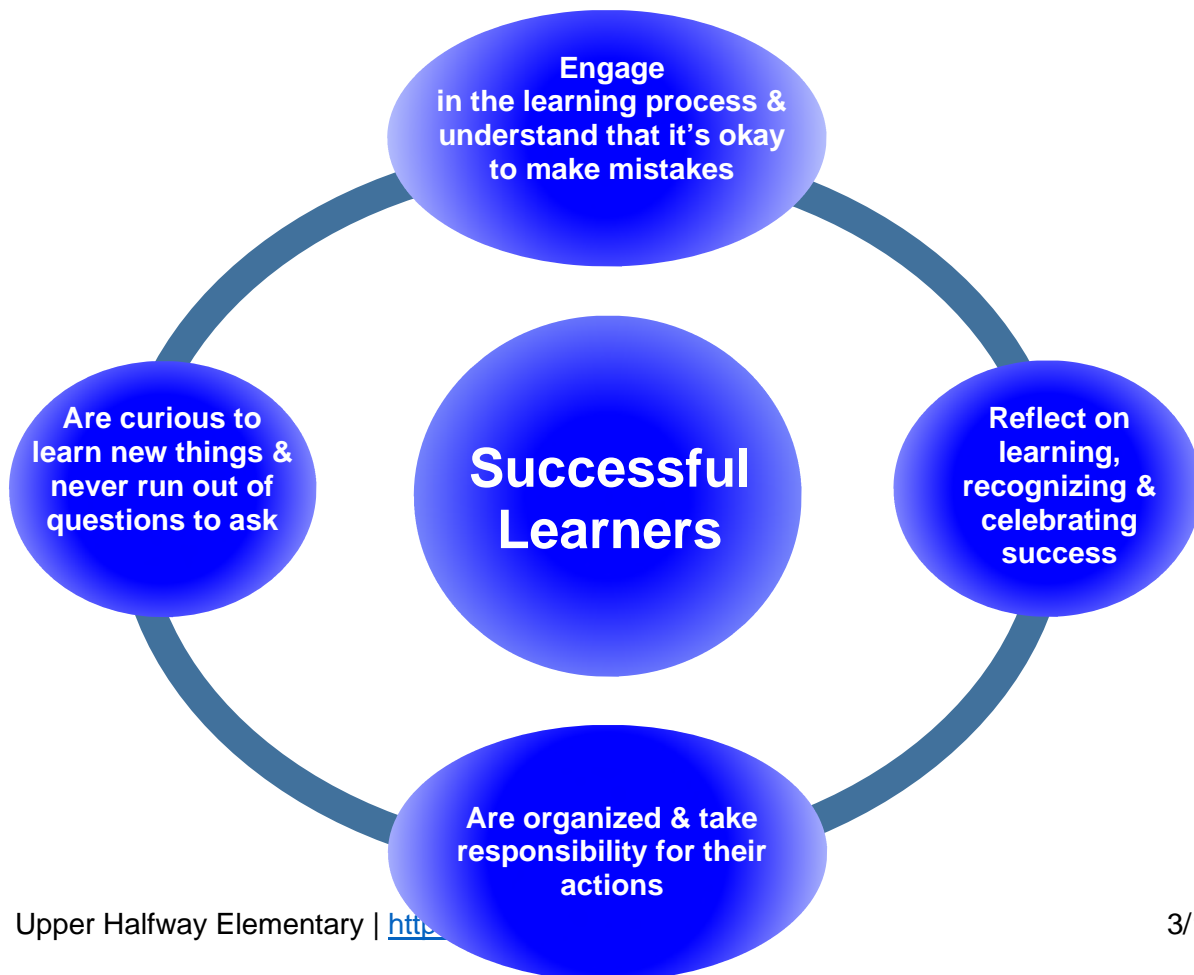 Engage
in the learning process &
understand that it's okay
to make mistakes
Are curious to
learn new things &
never run out of
questions to ask
Successful
Learners
Reflect on
learning,
recognizing &
celebrating
success
Are organized & take
responsibility for their
actions
Upper Halfway Elementary | http 3/